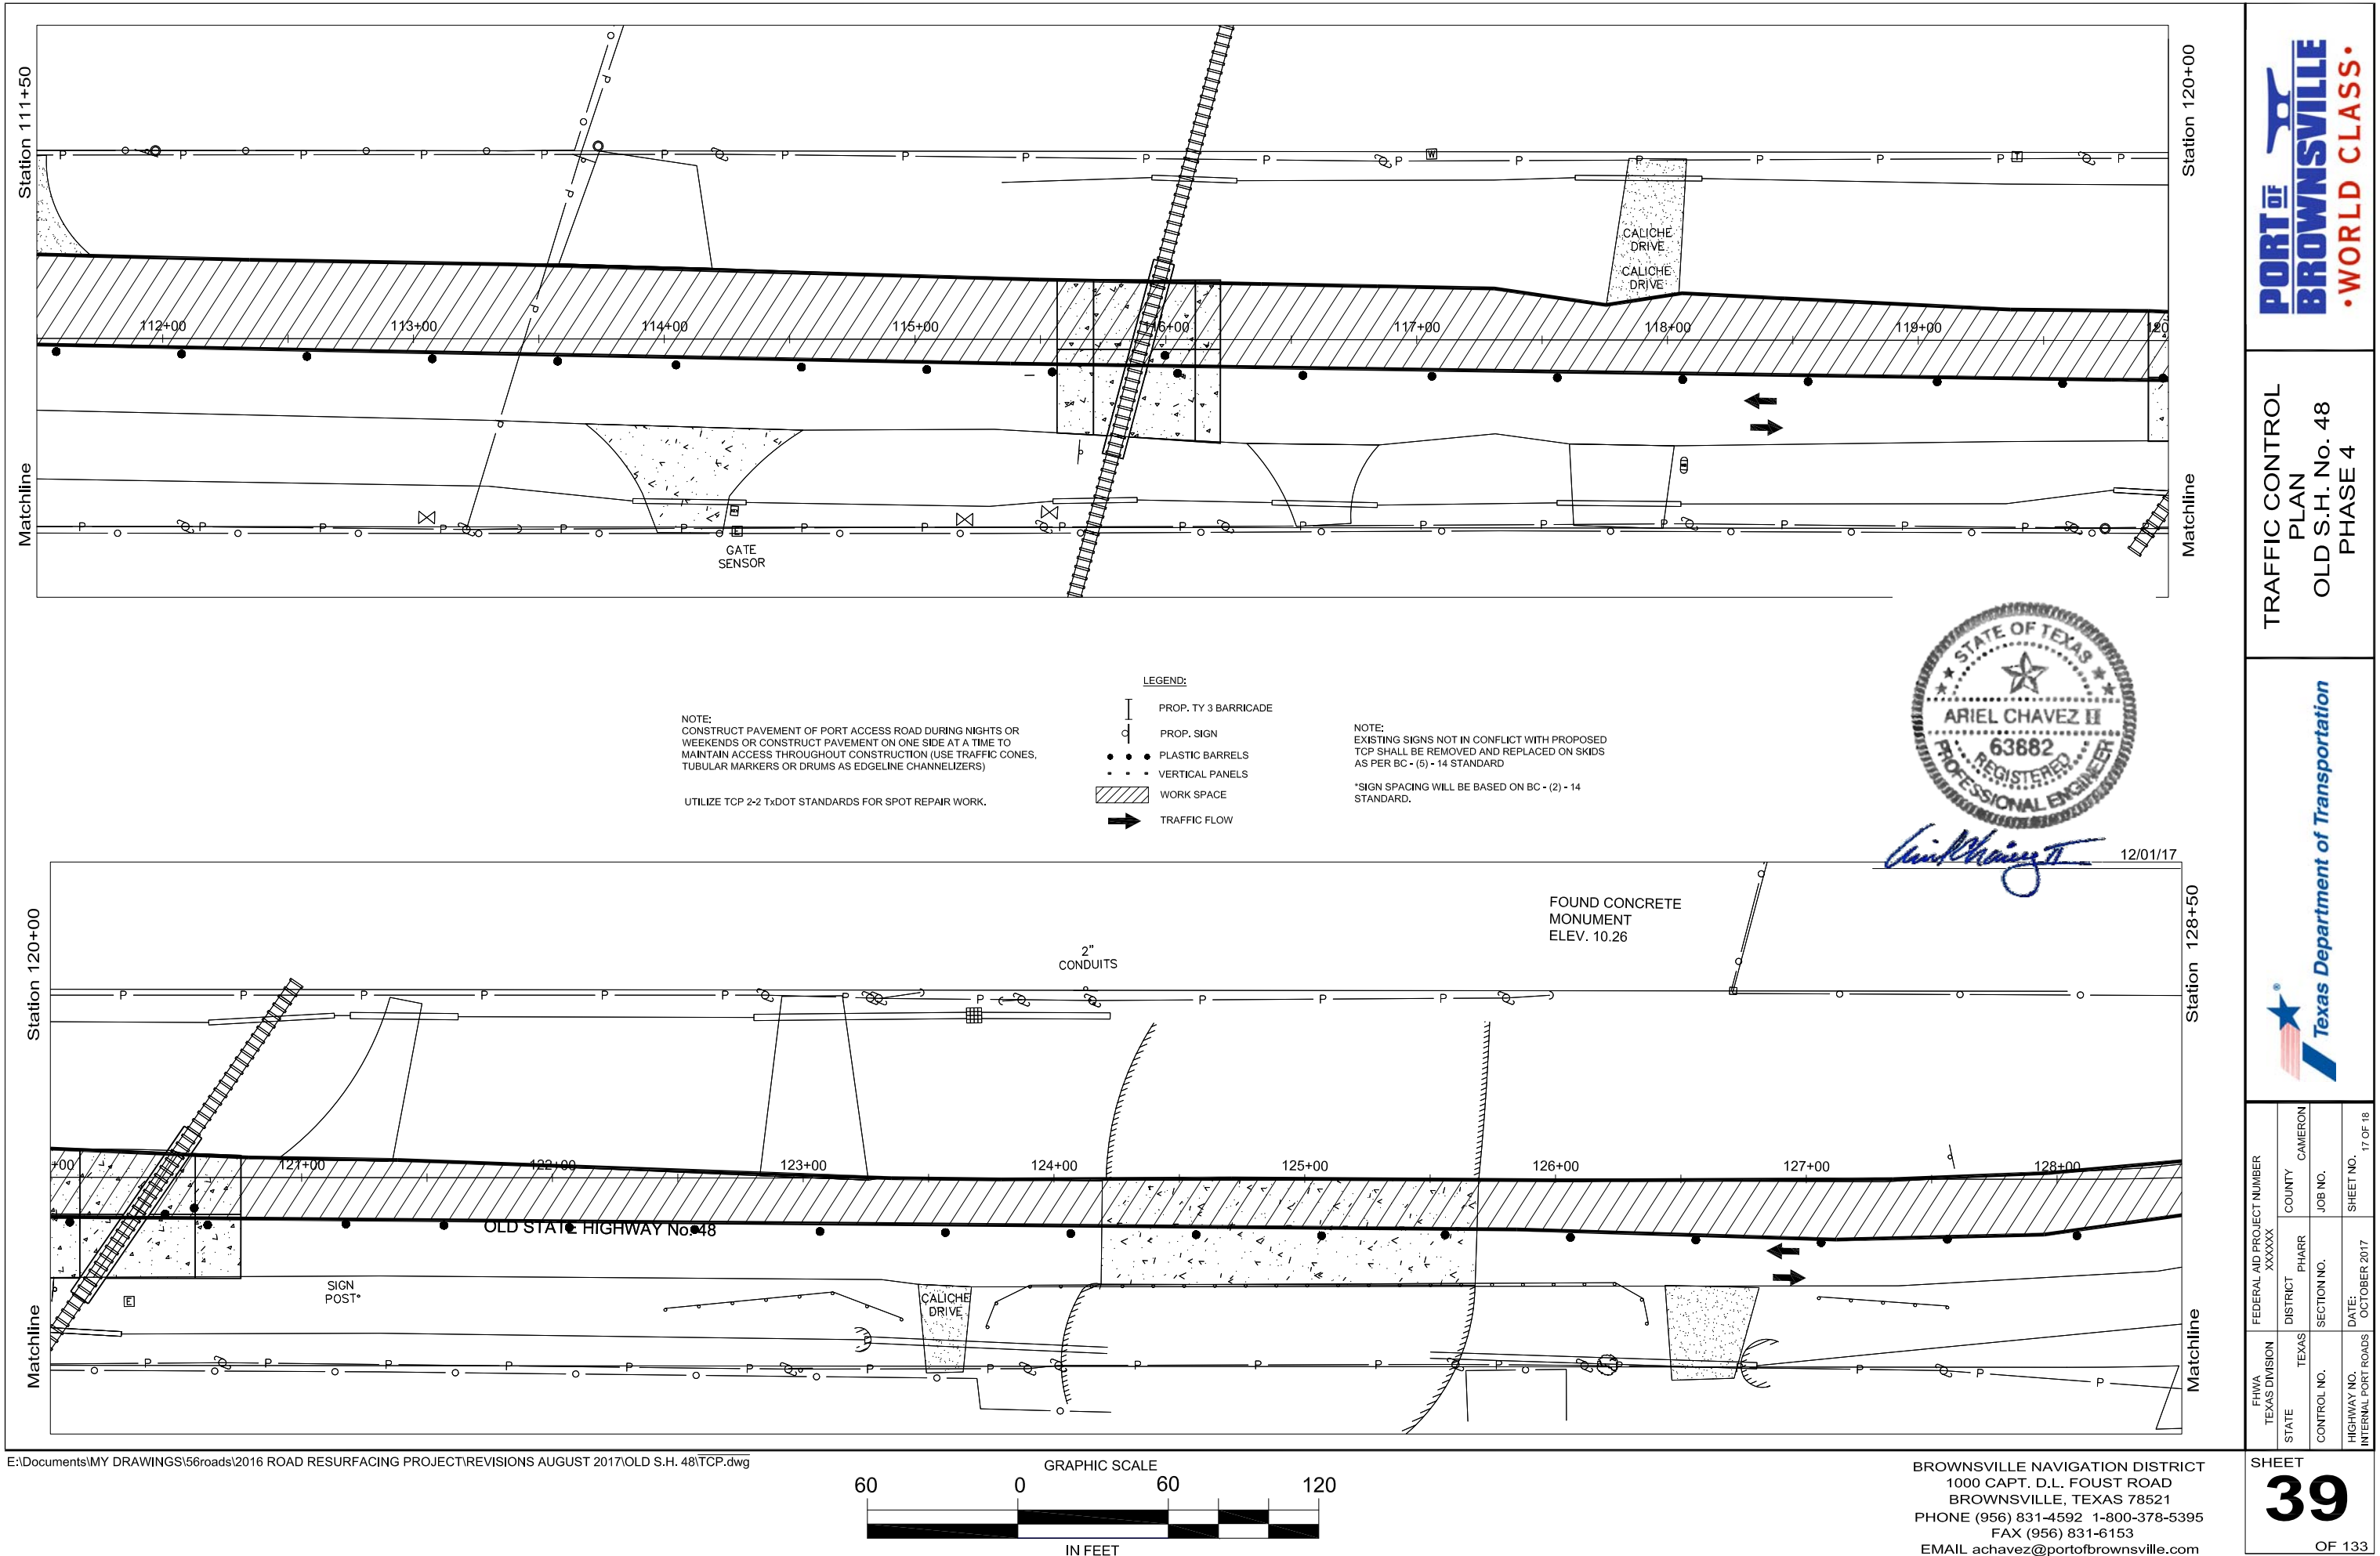 Station 111+50
Matchline
Station 120+00
Matchline
P P P P P P P P P P P P P P P P P P
W
T
CALICHE
DRIVE
CALICHE
DRIVE
112+00 113+00 114+00 115+00 116+00 117+00 118+00 119+00 120
E
GATE
SENSOR
LEGEND:
PROP. TY 3 BARRICADE
PROP. SIGN
PLASTIC BARRELS
VERTICAL PANELS
WORK SPACE
TRAFFIC FLOW
NOTE:
CONSTRUCT PAVEMENT OF PORT ACCESS ROAD DURING NIGHTS OR
WEEKENDS OR CONSTRUCT PAVEMENT ON ONE SIDE AT A TIME TO
MAINTAIN ACCESS THROUGHOUT CONSTRUCTION (USE TRAFFIC CONES,
TUBULAR MARKERS OR DRUMS AS EDGELINE CHANNELIZERS)
UTILIZE TCP 2-2 TxDOT STANDARDS FOR SPOT REPAIR WORK.
NOTE:
EXISTING SIGNS NOT IN CONFLICT WITH PROPOSED
TCP SHALL BE REMOVED AND REPLACED ON SKIDS
AS PER BC - (5) - 14 STANDARD
*SIGN SPACING WILL BE BASED ON BC - (2) - 14
STANDARD.
STATE OF TEXAS
ARIEL CHAVEZ II
63882
REGISTERED
PROFESSIONAL ENGINEER
12/01/17
Station 120+00
Matchline
Station 128+50
Matchline
FOUND CONCRETE
MONUMENT
ELEV. 10.26
2"
CONDUITS
+00 121+00 122+00 123+00 124+00 125+00 126+00 127+00 128+00
OLD STATE HIGHWAY No. 48
SIGN
POST
E
CALICHE
DRIVE
E:\Documents\MY DRAWINGS\56roads\2016 ROAD RESURFACING PROJECT\REVISIONS AUGUST 2017\OLD S.H. 48\TCP.dwg
GRAPHIC SCALE
60 0 60 120
IN FEET
BROWNSVILLE NAVIGATION DISTRICT
1000 CAPT. D.L. FOUST ROAD
BROWNSVILLE, TEXAS 78521
PHONE (956) 831-4592 1-800-378-5395
FAX (956) 831-6153
EMAIL achavez@portofbrownsville.com
PORT OF
BROWNSVILLE
•WORLD CLASS•
TRAFFIC CONTROL
PLAN
OLD S.H. No. 48
PHASE 4
Texas Department of Transportation
®
FHWA
TEXAS DIVISION
FEDERAL AID PROJECT NUMBER
XXXXXX
STATE
TEXAS
DISTRICT
PHARR
COUNTY
CAMERON
CONTROL NO.
SECTION NO.
JOB NO.
HIGHWAY NO.
INTERNAL PORT ROADS
DATE:
OCTOBER 2017
SHEET NO.
17 OF 18
SHEET
39
OF 133